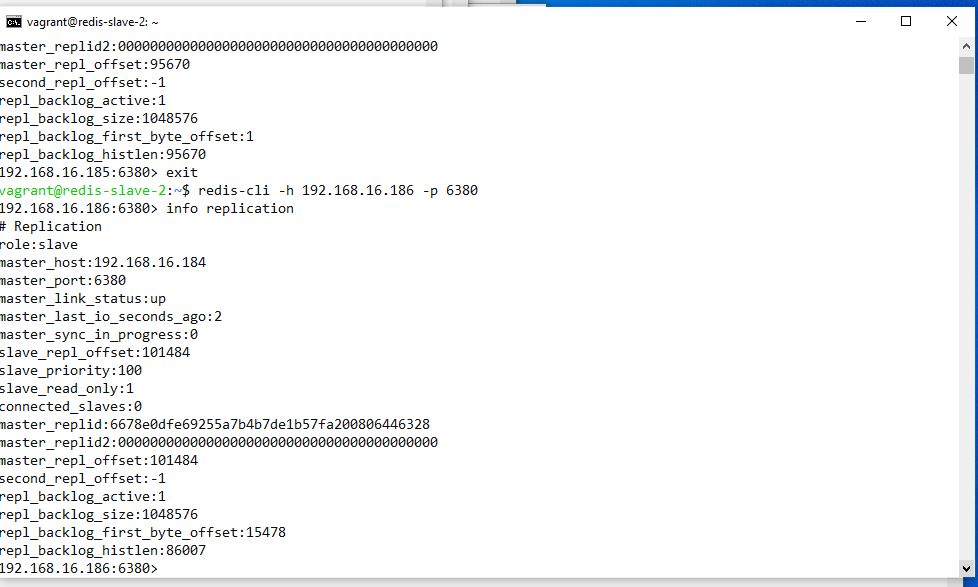 vagrant@redis-slave-2: ~
master_replid2:0000000000000000000000000000000000000000
master_repl_offset:95670
second_repl_offset:-1
repl_backlog_active:1
repl_backlog_size:1048576
repl_backlog_first_byte_offset:1
repl_backlog_histlen:95670
192.168.16.185:6380> exit
vagrant@redis-slave-2:~$ redis-cli -h 192.168.16.186 -p 6380
192.168.16.186:6380> info replication
# Replication
role:slave
master_host:192.168.16.184
master_port:6380
master_link_status:up
master_last_io_seconds_ago:2
master_sync_in_progress:0
slave_repl_offset:101484
slave_priority:100
slave_read_only:1
connected_slaves:0
master_replid:6678e0dfe69255a7b4b7de1b57fa200806446328
master_replid2:0000000000000000000000000000000000000000
master_repl_offset:101484
second_repl_offset:-1
repl_backlog_active:1
repl_backlog_size:1048576
repl_backlog_first_byte_offset:15478
repl_backlog_histlen:86007
192.168.16.186:6380>